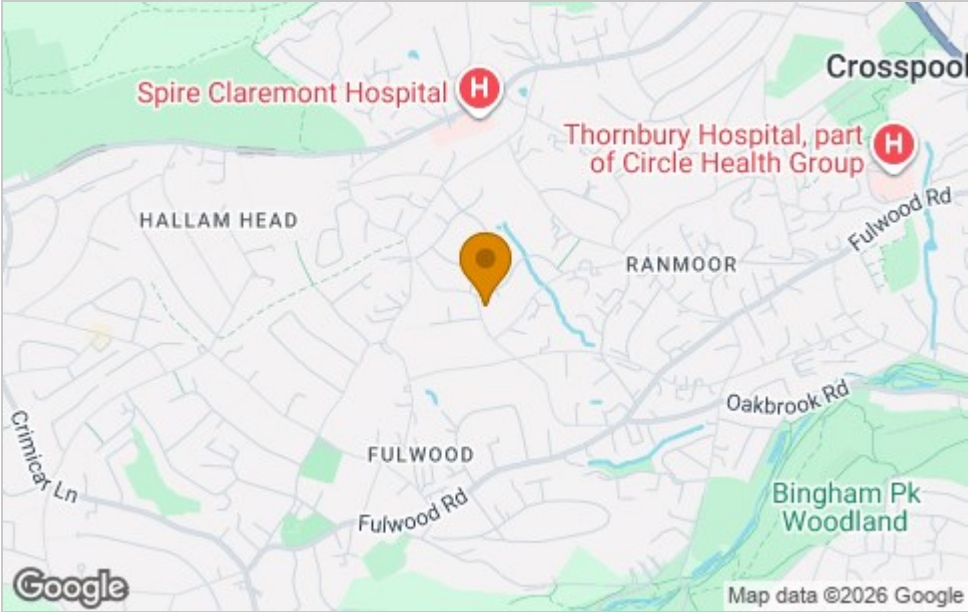 Crosspool
Spire Claremont Hospital
H
Thornbury Hospital, part
of Circle Health Group
H
Fulwood Rd
HALLAM HEAD
RANMOOR
Oakbrook Rd
Crimicar Ln
FULWOOD
Fulwood Rd
Bingham Pk
Woodland
Google
Map data ©2026 Google